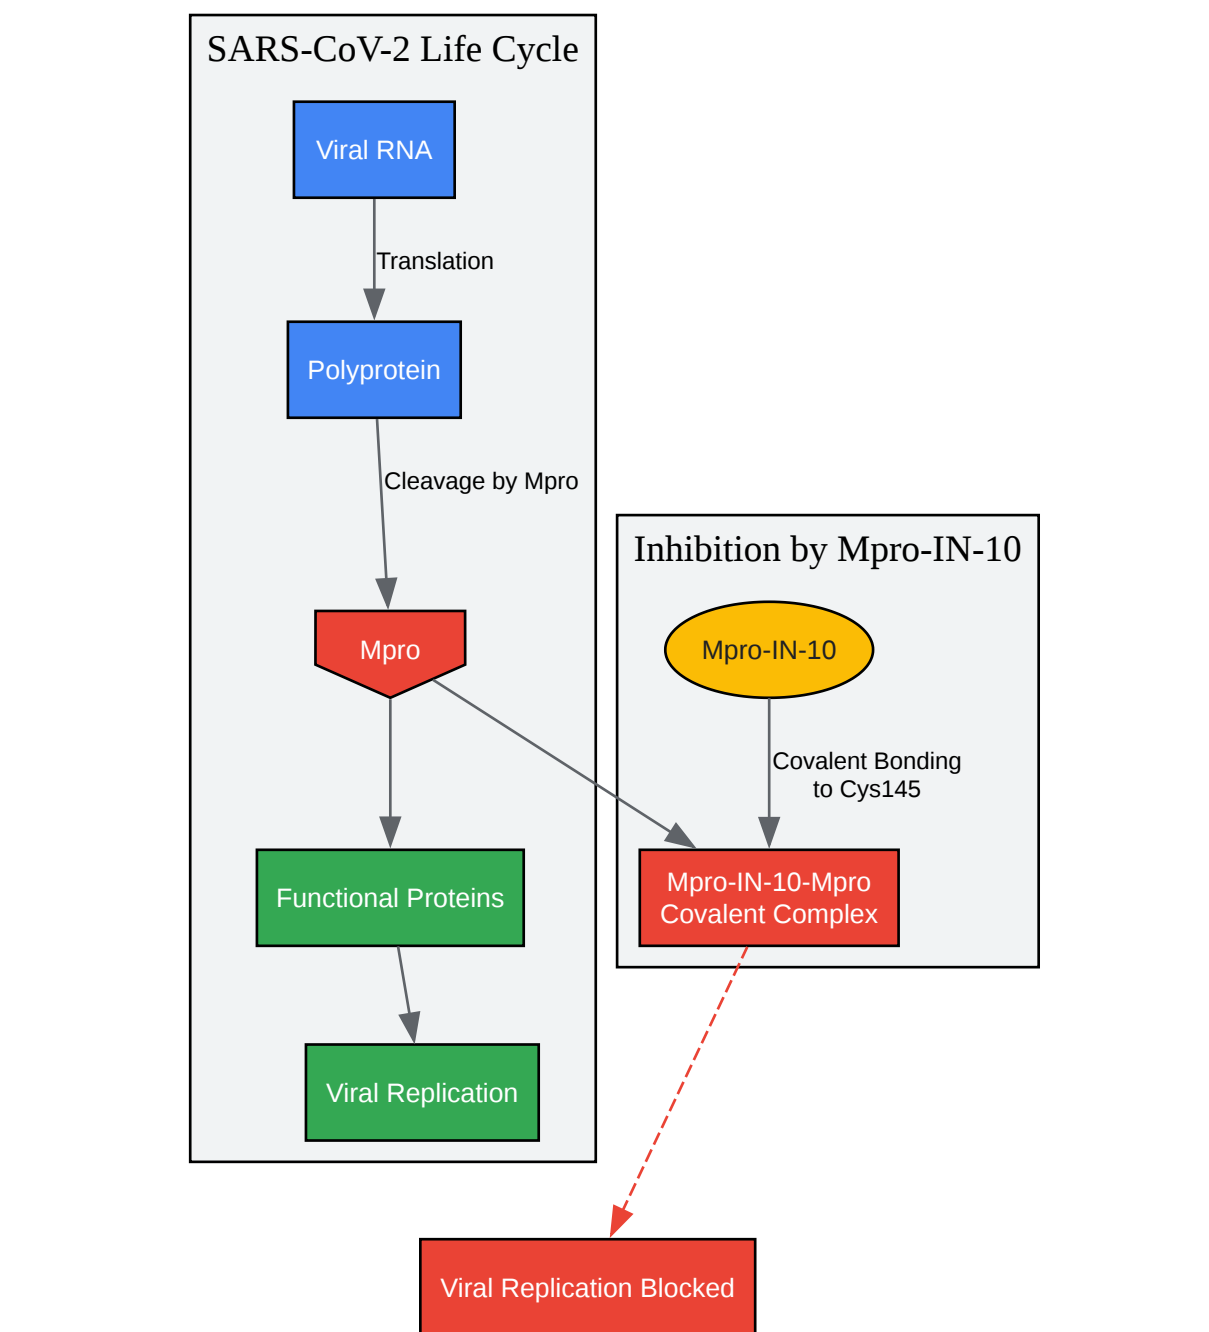 SARS-CoV-2 Life Cycle
Viral RNA
Translation
Polyprotein
Cleavage by Mpro
Mpro
Functional Proteins
Viral Replication
Inhibition by Mpro-IN-10
Mpro-IN-10
Covalent Bonding
to Cys145
Mpro-IN-10-Mpro
Covalent Complex
Viral Replication Blocked